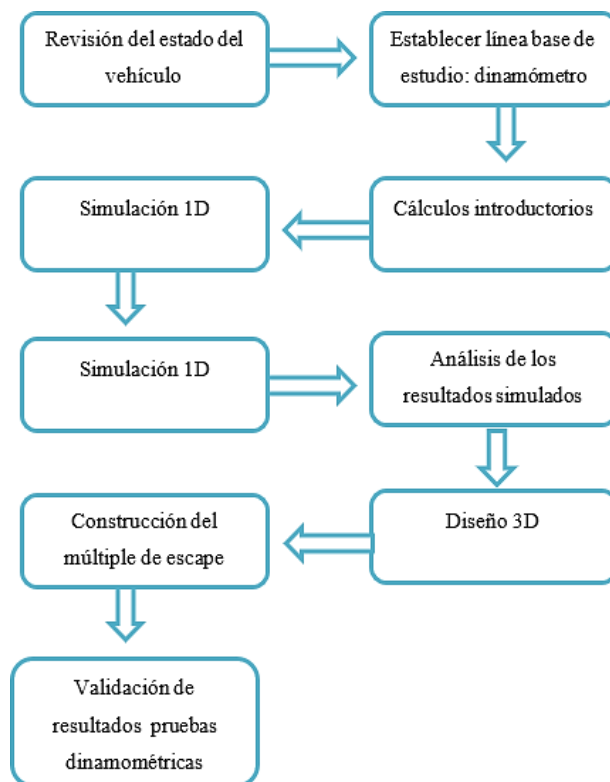 Revisión del estado del
vehículo
Establecer línea base de
estudio: dinamómetro
Cálculos introductorios
Simulación 1D
Simulación 1D
Análisis de los
resultados simulados
Diseño 3D
Construcción del
múltiple de escape
Validación de
resultados pruebas
dinamométricas